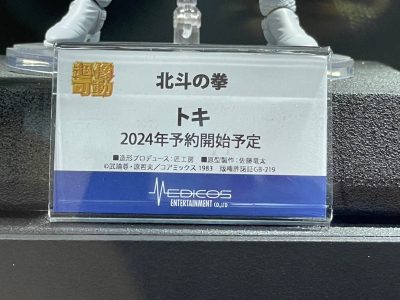 超像可動
北斗の拳
トキ
2024年予約開始予定
■造形プロデュース:匠工房 ■原型製作:佐藤竜太
©武論尊・原哲夫/コアミックス 1983 版権許諾証GB-219
MEDICOS
ENTERTAINMENT CO.,LTD